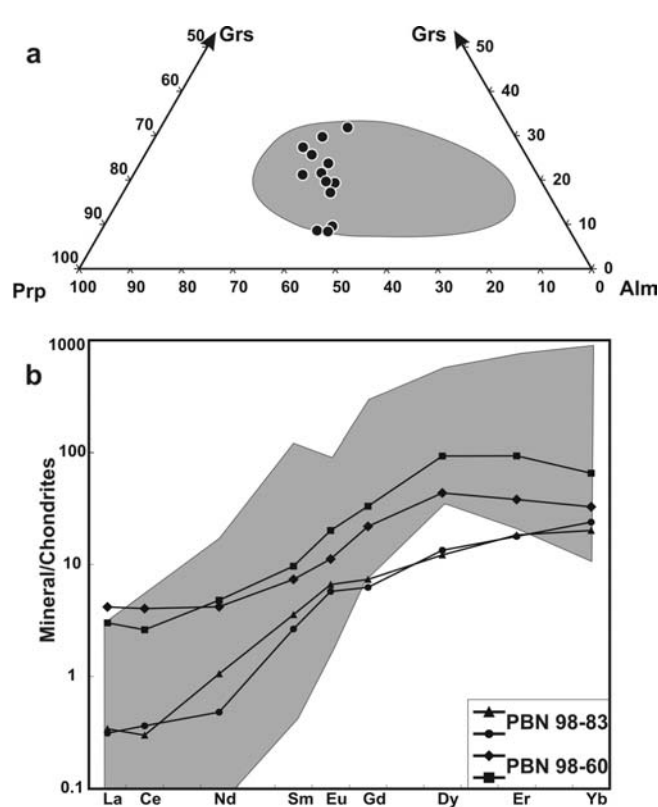 a
Grs
Grs
50
60
70
80
90
100
50
40
30
20
10
0
Prp
100 90 80 70 60 50 40 30 20 10 0
Alm
b
Mineral/Chondrites
1000
100
10
1
0.1
PBN 98-83
PBN 98-60
La Ce Nd Sm Eu Gd Dy Er Yb